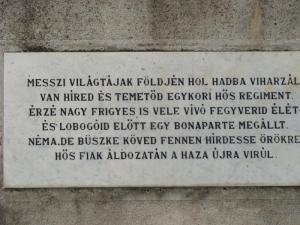 MESSZI VILÁGTÁJAK FÖLDJÉN HOL HADBA VIHARZÁL
VAN HÍRED ÉS TEMETŐD EGYKORI HŐS REGIMENT.
ÉRZÉ NAGY FRIGYES IS VELE VÍVÓ FEGYVERID ÉLÉT
ÉS LOBOGÓID ELŐTT EGY BONAPARTE MEGÁLLT.
NÉMA, DE BÜSZKE KÖVED FENNEN HIRDESSE ÖRÖKRE
HŐS FIAK ÁLDOZATÁN A HAZA ÚJRA VIRÚL.